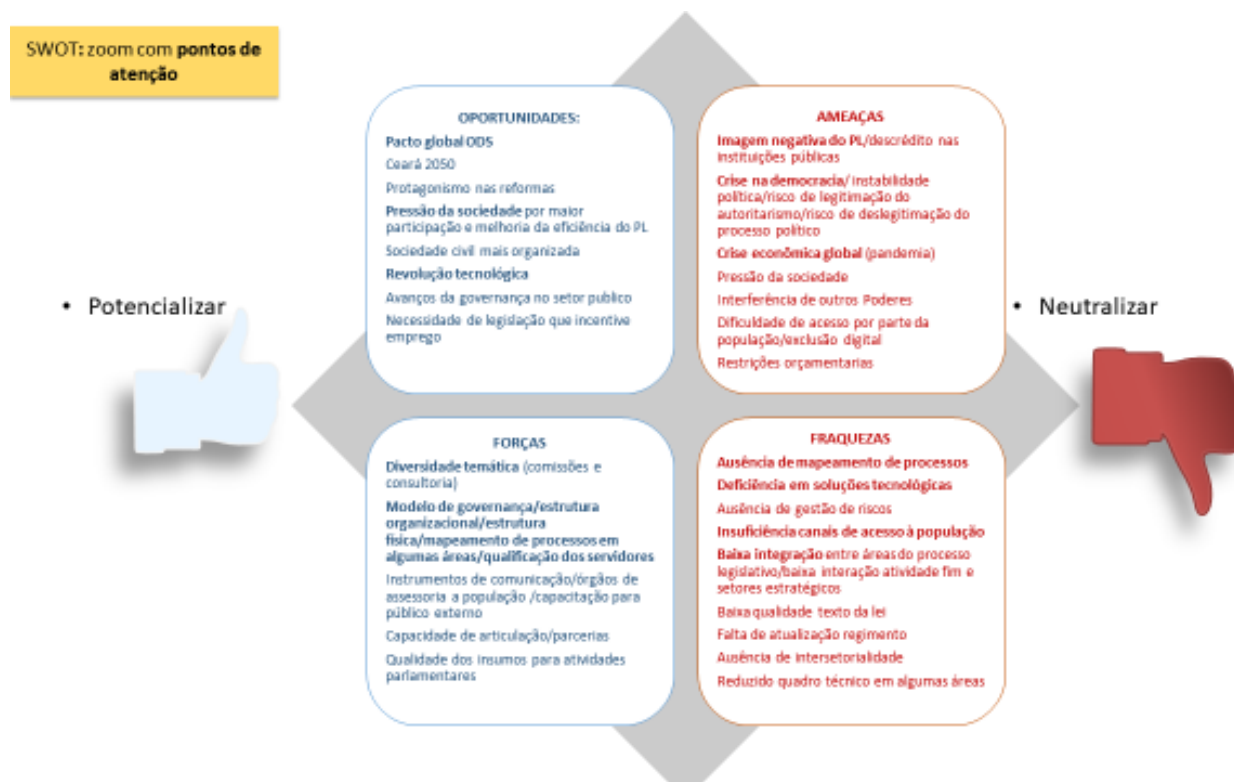 SWOT: zoom com pontos de
atenção
OPORTUNIDADES:
Pacto global ODS
Ceará 2050
Protagonismo nas reformas
Pressão da sociedade por maior
participação e melhoria da eficiência do PL
Sociedade civil mais organizada
Revolução tecnológica
Avanços da governança no setor publico
Necessidade de legislação que incentive
emprego
AMEAÇAS
Imagem negativa do PL/descrédito nas
instituições públicas
Crise na democracia/ instabilidade
política/risco de legitimação do
autoritarismo/risco de deslegitimação do
processo político
Crise econômica global (pandemia)
Pressão da sociedade
Interferência de outros Poderes
Dificuldade de acesso por parte da
população/exclusão digital
Restrições orçamentarias
• Potencializar
• Neutralizar
FORÇAS
Diversidade temática (comissões e
consultoria)
Modelo de governança/estrutura
organizacional/estrutura
física/mapeamento de processos em
algumas áreas/qualificação dos servidores
Instrumentos de comunicação/órgãos de
assessoria a população /capacitação para
público externo
Capacidade de articulação/parcerias
Qualidade dos insumos para atividades
parlamentares
FRAQUEZAS
Ausência de mapeamento de processos
Deficiência em soluções tecnológicas
Ausência de gestão de riscos
Insuficiência canais de acesso à população
Baixa integração entre áreas do processo
legislativo/baixa interação atividade fim e
setores estratégicos
Baixa qualidade texto da lei
Falta de atualização regimento
Ausência de intersetorialidade
Reduzido quadro técnico em algumas áreas